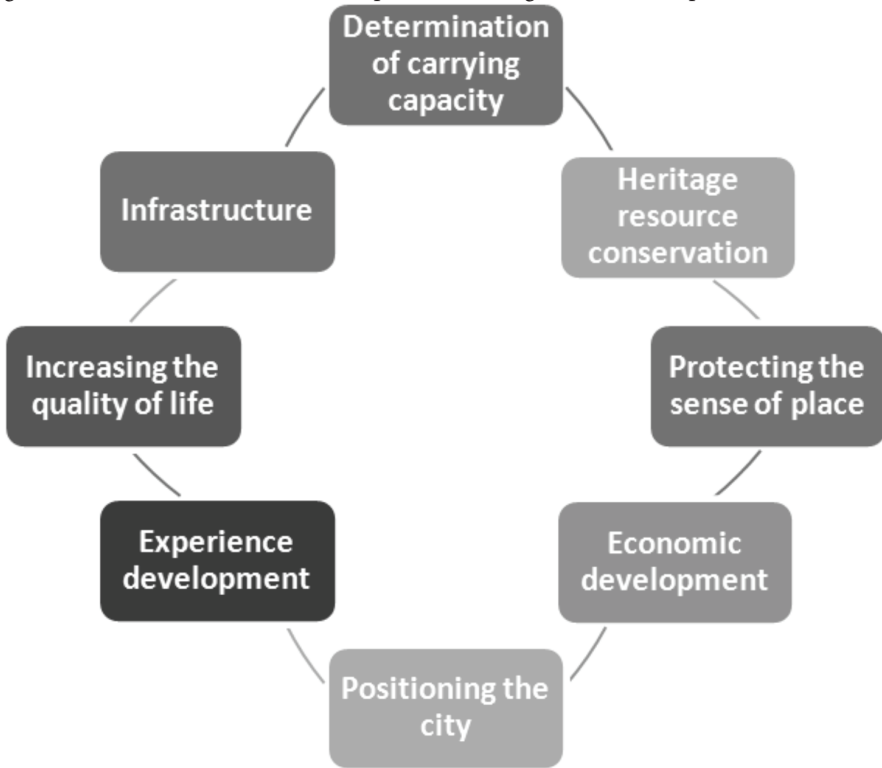 Determination
of carrying
capacity
Heritage
resource
conservation
Protecting the
sense of place
Economic
development
Positioning the
city
Experience
development
Increasing the
quality of life
Infrastructure